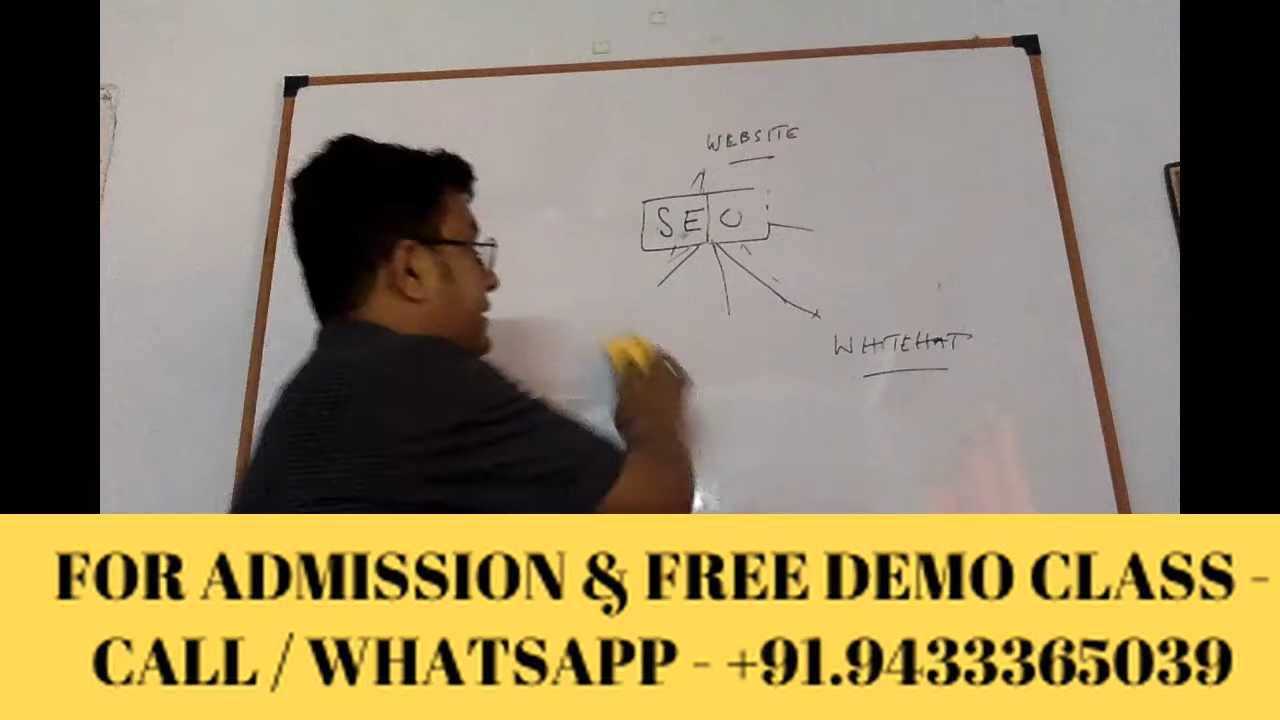 WEBSITE
SEO
WHITEHAT
FOR ADMISSION & FREE DEMO CLASS -
CALL / WHATSAPP - +91.9433365039